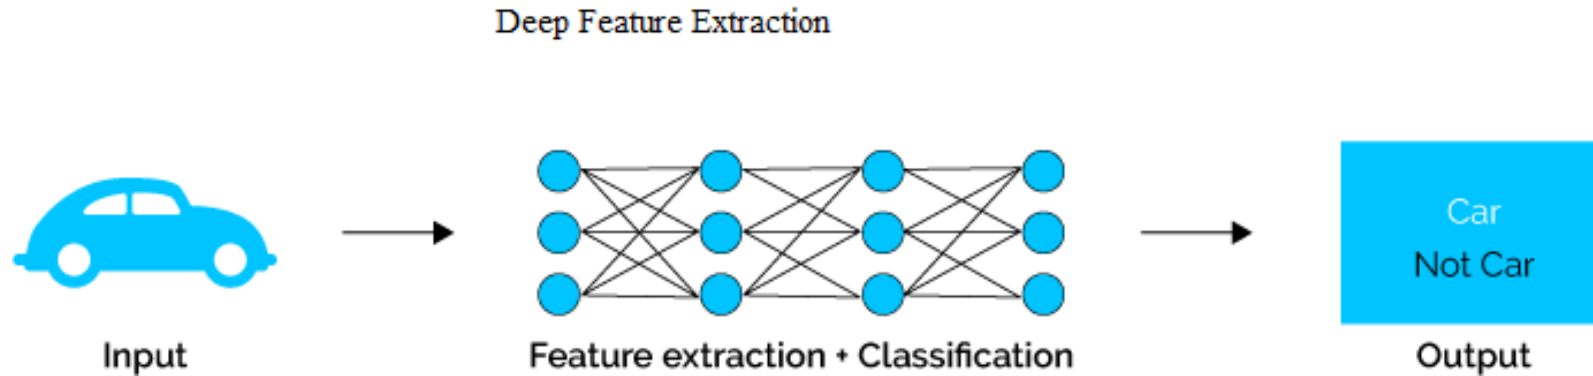 Deep Feature Extraction
Car
Not Car
Input
Feature extraction + Classification
Output